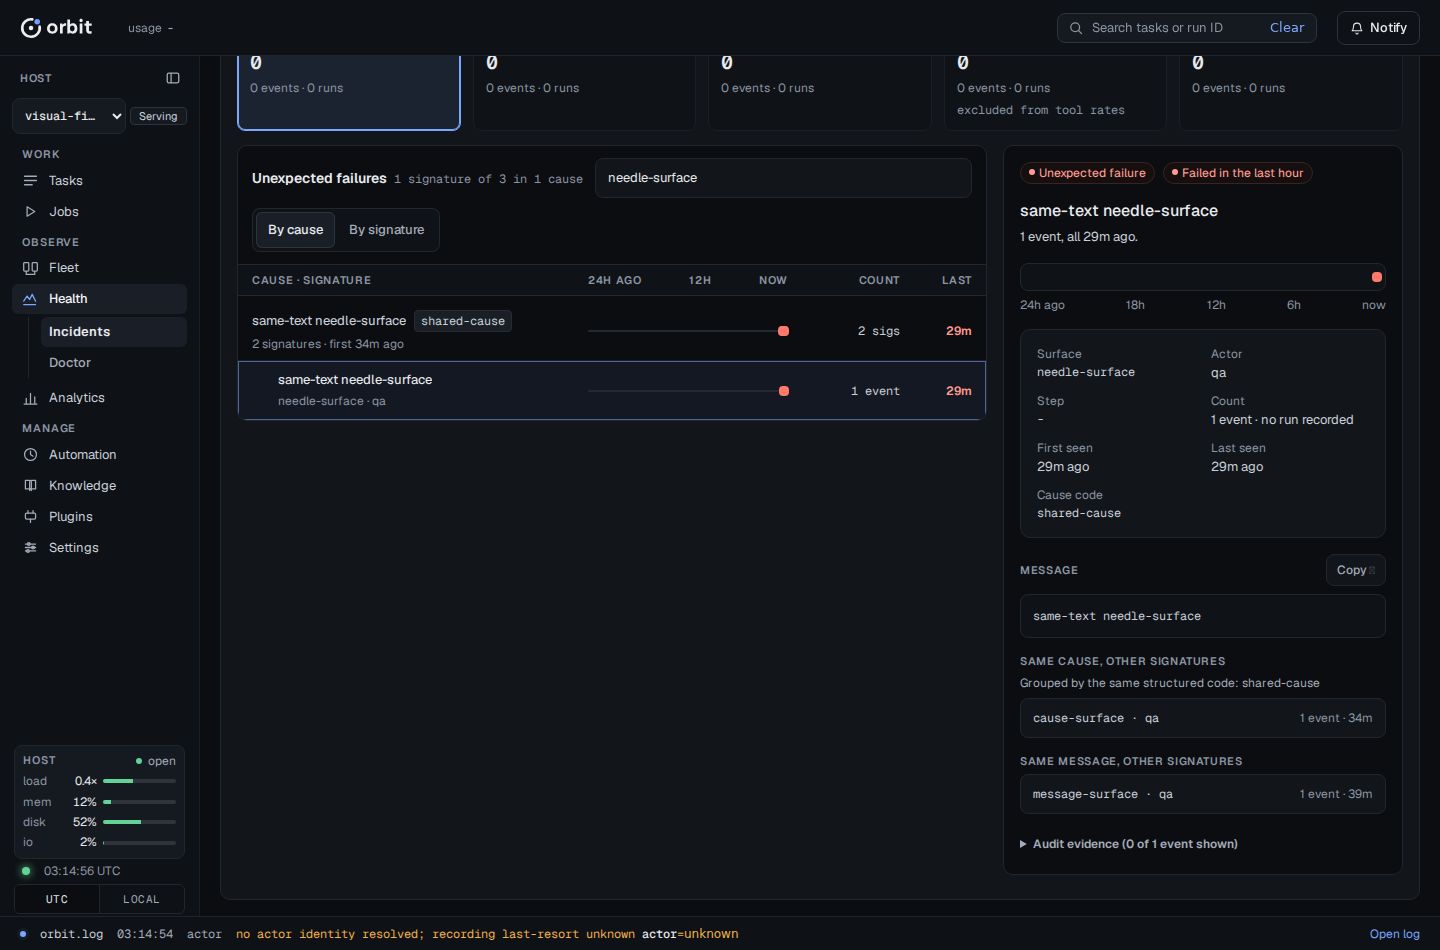 orbit
usage -
Search tasks or run ID
Clear
Notify
HOST
visual-fi…
Serving
WORK
Tasks
Jobs
OBSERVE
Fleet
Health
Incidents
Doctor
Analytics
MANAGE
Automation
Knowledge
Plugins
Settings
HOST
open
load 0.4×
mem 12%
disk 52%
io 2%
03:14:56 UTC
UTC LOCAL
0 0 0 0 0
0 events · 0 runs 0 events · 0 runs 0 events · 0 runs 0 events · 0 runs 0 events · 0 runs
excluded from tool rates
Unexpected failures 1 signature of 3 in 1 cause
needle-surface
By cause By signature
CAUSE · SIGNATURE 24H AGO 12H NOW COUNT LAST
same-text needle-surface shared-cause 2 sigs 29m
2 signatures · first 34m ago
same-text needle-surface 1 event 29m
needle-surface · qa
Unexpected failure Failed in the last hour
same-text needle-surface
1 event, all 29m ago.
24h ago 18h 12h 6h now
Surface Actor
needle-surface qa
Step Count
- 1 event · no run recorded
First seen Last seen
29m ago 29m ago
Cause code
shared-cause
MESSAGE
Copy
same-text needle-surface
SAME CAUSE, OTHER SIGNATURES
Grouped by the same structured code: shared-cause
cause-surface · qa 1 event · 34m
SAME MESSAGE, OTHER SIGNATURES
message-surface · qa 1 event · 39m
Audit evidence (0 of 1 event shown)
orbit.log 03:14:54 actor no actor identity resolved; recording last-resort unknown actor=unknown
Open log